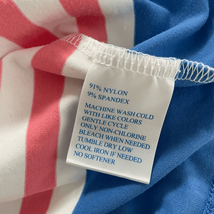 91% NYLON
9% SPANDEX
MACHINE WASH COLD
WITH LIKE COLORS
GENTLE CYCLE
ONLY NON-CHLORINE
BLEACH WHEN NEEDED
TUMBLE DRY LOW
COOL IRON IF NEEDED
NO SOFTENER